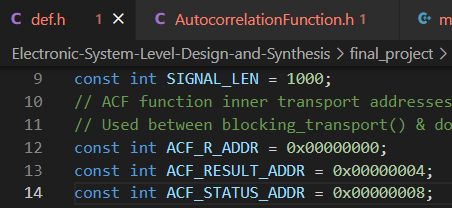 C def.h 1 × C AutocorrelationFunction.h 1
Electronic-System-Level-Design-and-Synthesis > final_project >
9 const int SIGNAL_LEN = 1000;
10 // ACF function inner transport addresses
11 // Used between blocking_transport() & do
12 const int ACF_R_ADDR = 0x00000000;
13 const int ACF_RESULT_ADDR = 0x00000004;
14 const int ACF_STATUS_ADDR = 0x00000008;